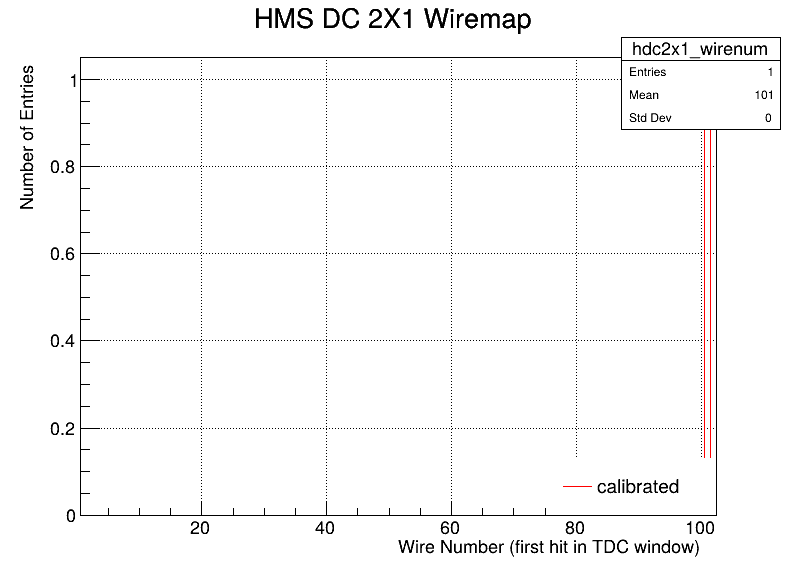 HMS DC 2X1 Wiremap
hdc2x1_wirenum
Entries 1
Mean 101
Std Dev 0
Number of Entries
1
0.8
0.6
0.4
0.2
0
calibrated
20 40 60 80 100
Wire Number (first hit in TDC window)